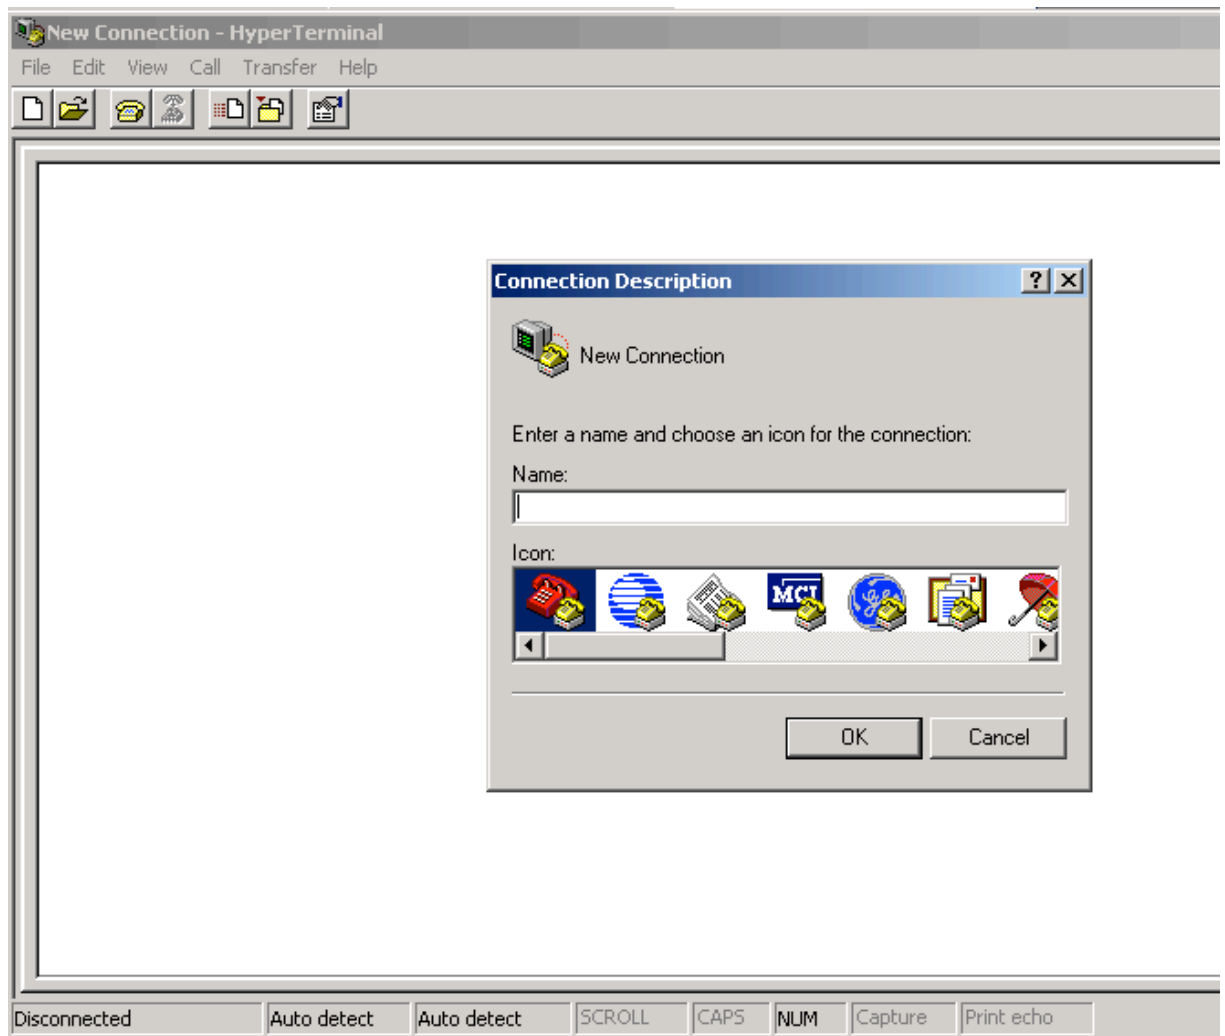 New Connection - HyperTerminal
File Edit View Call Transfer Help
Connection Description
New Connection
Enter a name and choose an icon for the connection:
Name:
Icon:
MCI
OK Cancel
Disconnected Auto detect Auto detect SCROLL CAPS NUM Capture Print echo